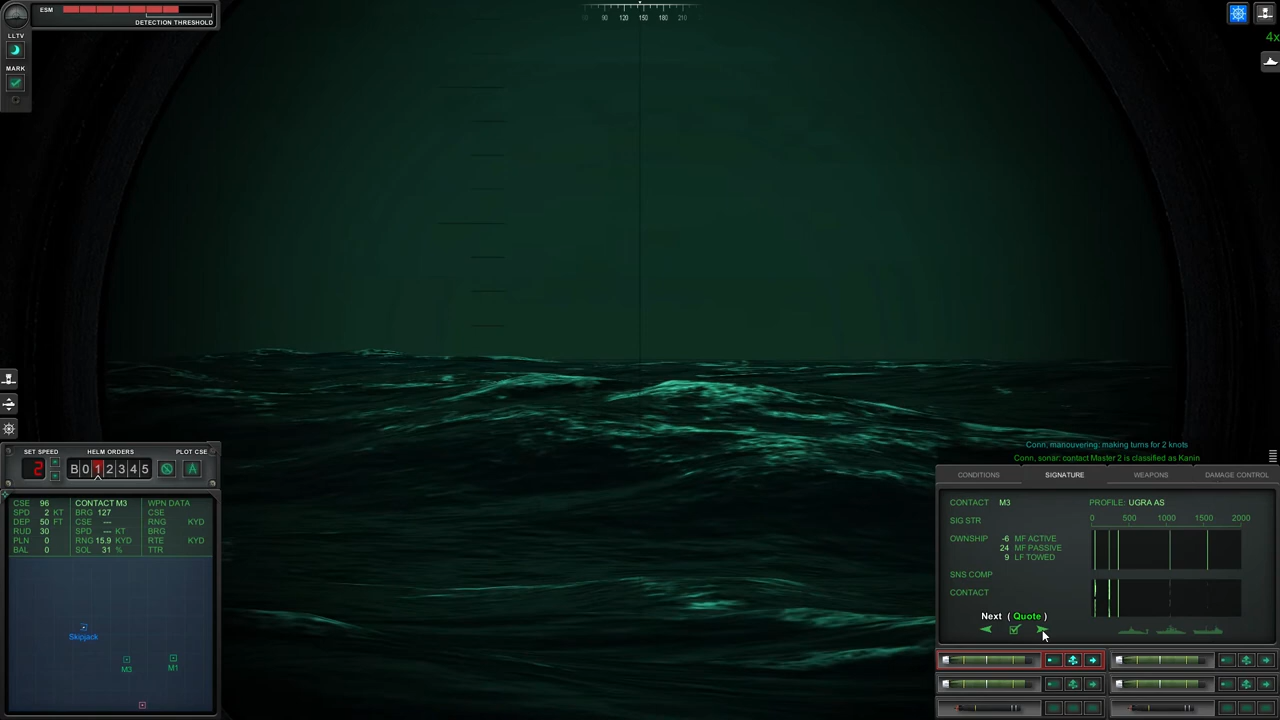 ESM
DETECTION THRESHOLD
LLTV
MARK
90 120 150 180 210
4x
SET SPEED
HELM ORDERS
PLOT CSE
2
B 0 1 2 3 4 5
A
CSE 96
SPD 2 KT
DEP 50 FT
RUD 30
PLN 0
BAL 0
CONTACT M3
BRG 127
CSE ---
SPD --- KT
RNG 15.9 KYD
SOL 31 %
WPN DATA
CSE
RNG KYD
BRG
RTE KYD
TTR
Skipjack
M3
M1
Conn, manouvering: making turns for 2 knots
Conn, sonar: contact Master 2 is classified as Kanin
CONDITIONS
SIGNATURE
WEAPONS
DAMAGE CONTROL
CONTACT M3
SIG STR
OWNSHIP -6 MF ACTIVE
24 MF PASSIVE
9 LF TOWED
SNS COMP
CONTACT
Next ( Quote )
PROFILE: UGRA AS
0 500 1000 1500 2000